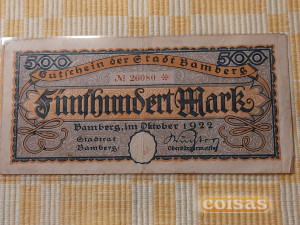 500 500
Gutschein der Stadt Bamberg
№ 26080 *
Fünfhundert Mark
Bamberg, im Oktober 1922
Stadtrat
Bamberg. Oberbürgermeister
coisas